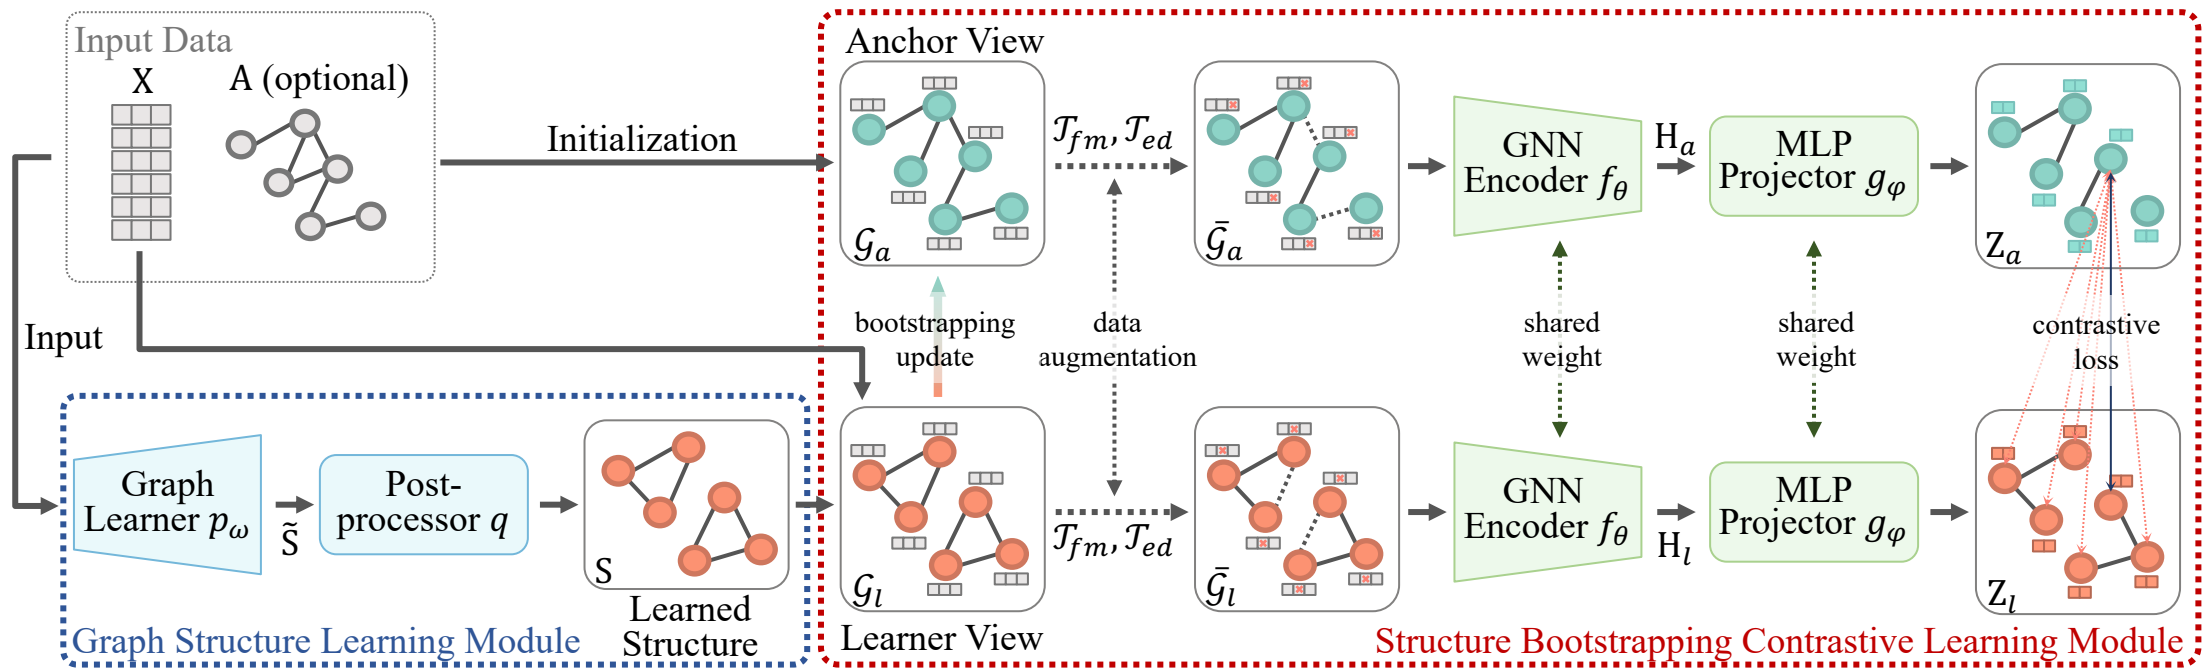 Input Data
X
A (optional)
Initialization
Input
Graph
Learner pω
S̃
Post-
processor q
S
Learned
Structure
Graph Structure Learning Module
Anchor View
𝒢a
𝒯fm, 𝒯ed
𝒢̄a
GNN
Encoder fθ
Ha
MLP
Projector gφ
Za
bootstrapping
update
data
augmentation
shared
weight
shared
weight
contrastive
loss
𝒢l
Learner View
𝒯fm, 𝒯ed
𝒢̄l
GNN
Encoder fθ
Hl
MLP
Projector gφ
Zl
Structure Bootstrapping Contrastive Learning Module